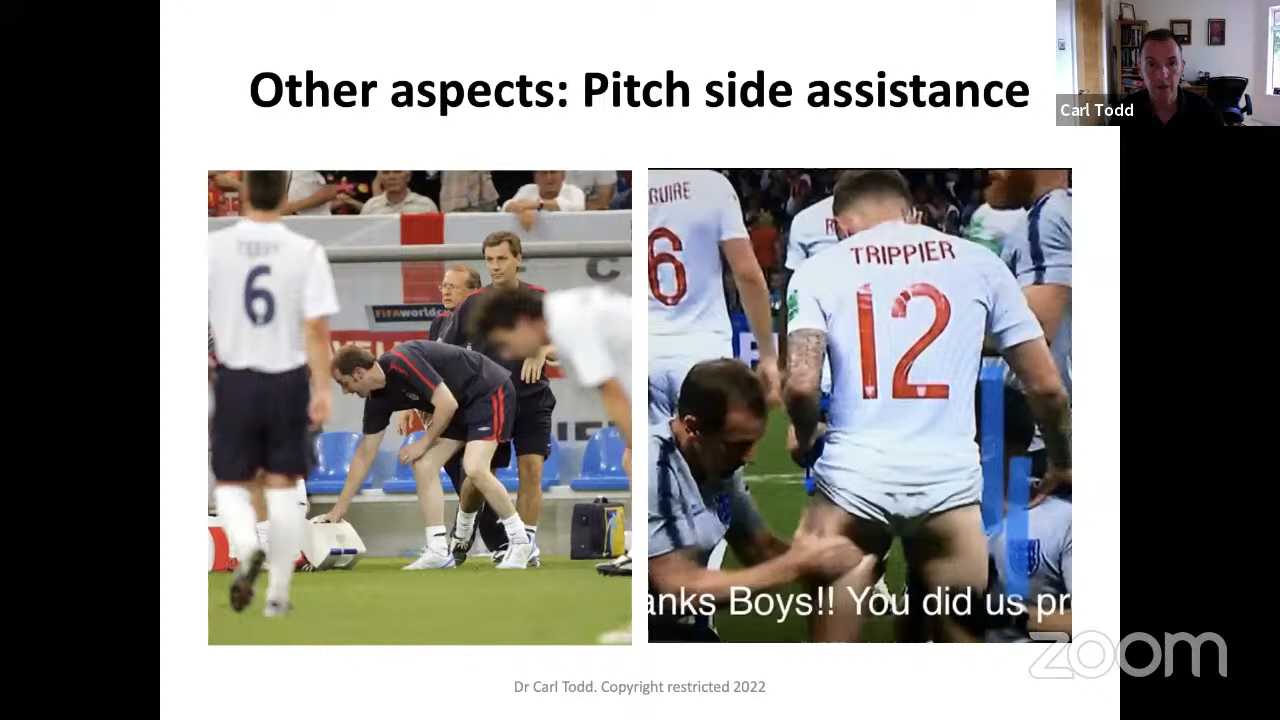 Other aspects: Pitch side assistance
Carl Todd
6
FIFAworldc
C
GUIRE
6
R
TRIPPIER
12
anks Boys!! You did us pr
zoom
Dr Carl Todd. Copyright restricted 2022